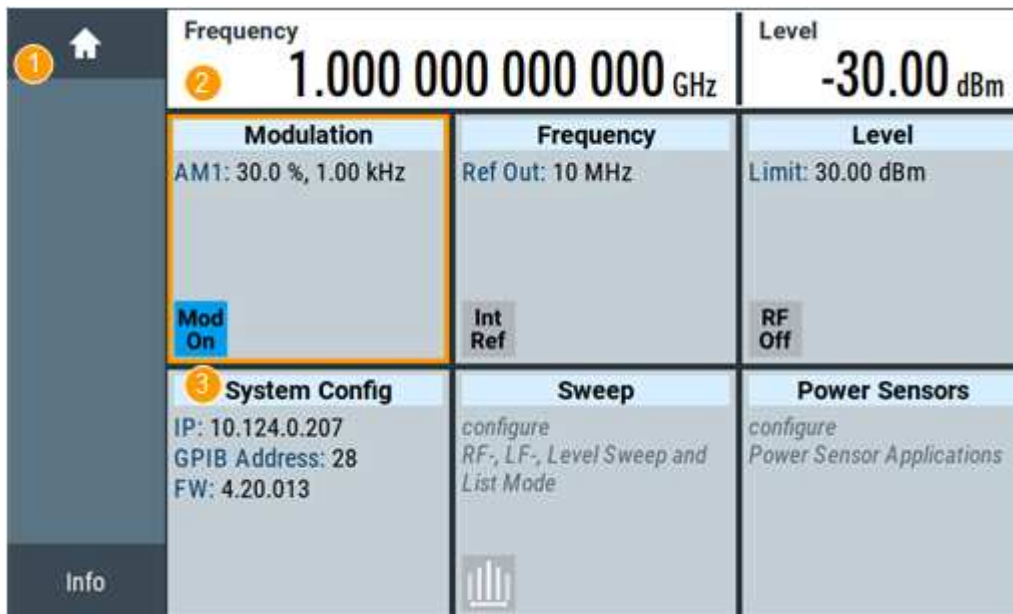 1
Frequency
2
1.000 000 000 000 GHz
Level
-30.00 dBm
Modulation
AM1: 30.0 %, 1.00 kHz
Mod
On
Frequency
Ref Out: 10 MHz
Int
Ref
Level
Limit: 30.00 dBm
RF
Off
3
System Config
IP: 10.124.0.207
GPIB Address: 28
FW: 4.20.013
Sweep
configure
RF-, LF-, Level Sweep and
List Mode
Power Sensors
configure
Power Sensor Applications
Info